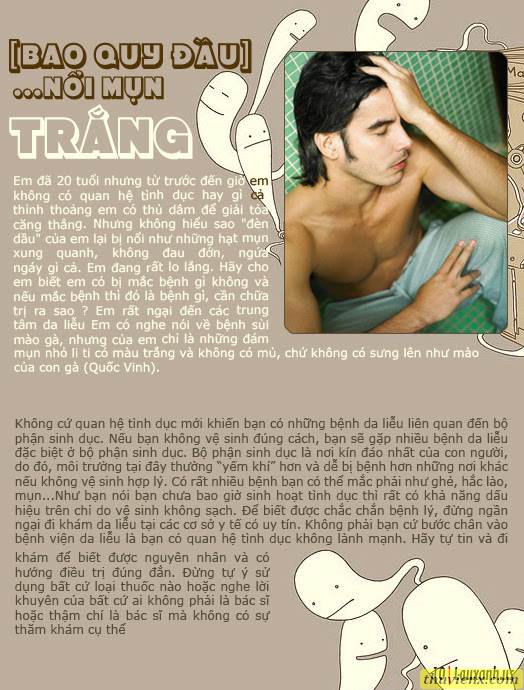 [BAO QUY ĐẦU]
...NỔI MỤN
TRẮNG
Em đã 20 tuổi nhưng từ trước đến giờ em
không có quan hệ tình dục hay gì cả
thỉnh thoảng em có thủ dâm để giải tỏa
căng thẳng. Nhưng không hiểu sao "đèn
dầu" của em lại bị nổi như những hạt mụn
xung quanh, không đau đớn, ngứa
ngáy gì cả. Em đang rất lo lắng. Hãy cho
em biết em có bị mắc bệnh gì không và
nếu mắc bệnh thì đó là bệnh gì, cần chữa
trị ra sao ? Em rất ngại đến các trung
tâm da liễu Em có nghe nói về bệnh sùi
mào gà, nhưng của em chỉ là những đám
mụn nhỏ li ti có màu trắng và không có mủ, chứ không có sưng lên như mào
của con gà (Quốc Vinh).
Không cứ quan hệ tình dục mới khiến bạn có những bệnh da liễu liên quan đến bộ
phận sinh dục. Nếu bạn không vệ sinh đúng cách, bạn sẽ gặp nhiều bệnh da liễu
đặc biệt ở bộ phận sinh dục. Bộ phận sinh dục là nơi kín đáo nhất của con người,
do đó, môi trường tại đây thường "yếm khí" hơn và dễ bị bệnh hơn những nơi khác
nếu không vệ sinh hợp lý. Có rất nhiều bệnh bạn có thể mắc phải như ghẻ, hắc lào,
mụn...Như bạn nói bạn chưa bao giờ sinh hoạt tình dục thì rất có khả năng dấu
hiệu trên chỉ do vệ sinh không sạch. Để biết được chắc chắn bệnh lý, đừng ngần
ngại đi khám da liễu tại các cơ sở y tế có uy tín. Không phải cứ bước chân vào
bệnh viện da liễu là bạn có quan hệ tình dục không lành mạnh. Hãy tự tin và đi
khám để biết được nguyên nhân và có
hướng điều trị đúng đắn. Đừng tự ý sử
dụng bất cứ loại thuốc nào hoặc nghe lời
khuyên của bất cứ ai không phải là bác sĩ
hoặc thậm chí là bác sĩ mà không có sự
thăm khám cụ thể
Lauxanh.us
thuvienx.com